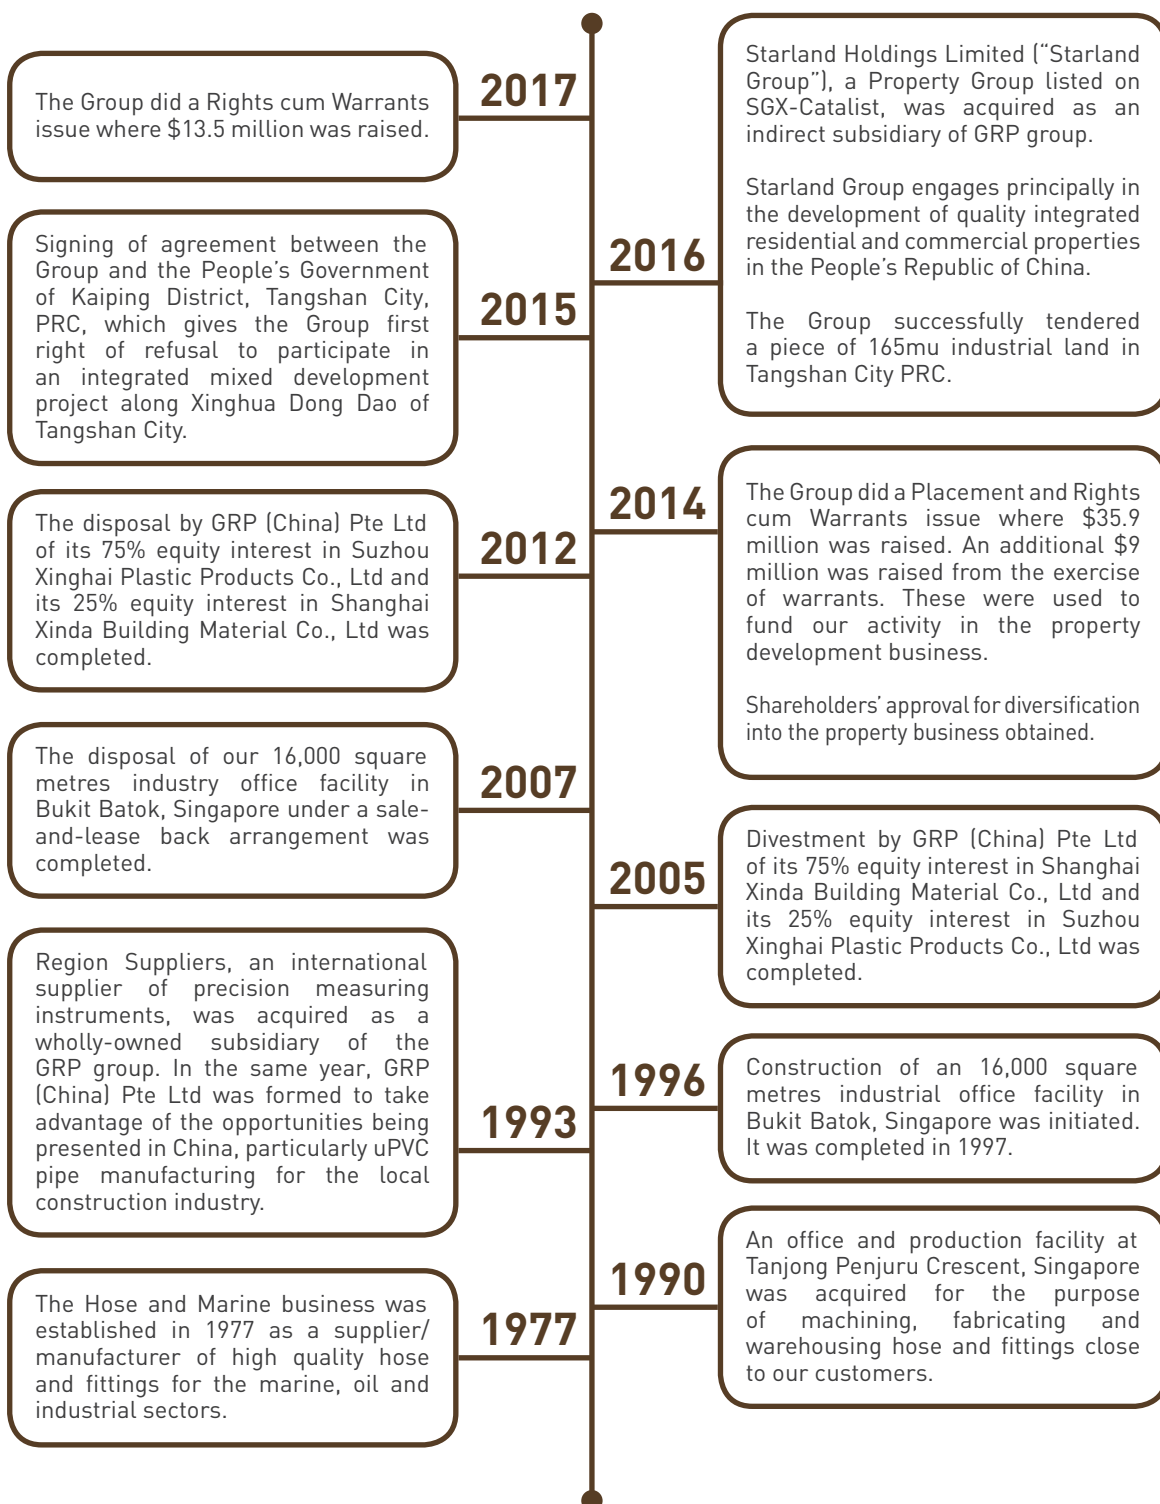 2017
The Group did a Rights cum Warrants
issue where $13.5 million was raised.
2016
Starland Holdings Limited (“Starland
Group”), a Property Group listed on
SGX-Catalist, was acquired as an
indirect subsidiary of GRP group.
Starland Group engages principally in
the development of quality integrated
residential and commercial properties
in the People’s Republic of China.
The Group successfully tendered
a piece of 165mu industrial land in
Tangshan City PRC.
2015
Signing of agreement between the
Group and the People’s Government
of Kaiping District, Tangshan City,
PRC, which gives the Group first
right of refusal to participate in
an integrated mixed development
project along Xinghua Dong Dao of
Tangshan City.
2014
The Group did a Placement and Rights
cum Warrants issue where $35.9
million was raised. An additional $9
million was raised from the exercise
of warrants. These were used to
fund our activity in the property
development business.
Shareholders’ approval for diversification
into the property business obtained.
2012
The disposal by GRP (China) Pte Ltd
of its 75% equity interest in Suzhou
Xinghai Plastic Products Co., Ltd and
its 25% equity interest in Shanghai
Xinda Building Material Co., Ltd was
completed.
2007
The disposal of our 16,000 square
metres industry office facility in
Bukit Batok, Singapore under a sale-
and-lease back arrangement was
completed.
2005
Divestment by GRP (China) Pte Ltd
of its 75% equity interest in Shanghai
Xinda Building Material Co., Ltd and
its 25% equity interest in Suzhou
Xinghai Plastic Products Co., Ltd was
completed.
1996
Construction of an 16,000 square
metres industrial office facility in
Bukit Batok, Singapore was initiated.
It was completed in 1997.
1993
Region Suppliers, an international
supplier of precision measuring
instruments, was acquired as a
wholly-owned subsidiary of the
GRP group. In the same year, GRP
(China) Pte Ltd was formed to take
advantage of the opportunities being
presented in China, particularly uPVC
pipe manufacturing for the local
construction industry.
1990
An office and production facility at
Tanjong Penjuru Crescent, Singapore
was acquired for the purpose
of machining, fabricating and
warehousing hose and fittings close
to our customers.
1977
The Hose and Marine business was
established in 1977 as a supplier/
manufacturer of high quality hose
and fittings for the marine, oil and
industrial sectors.